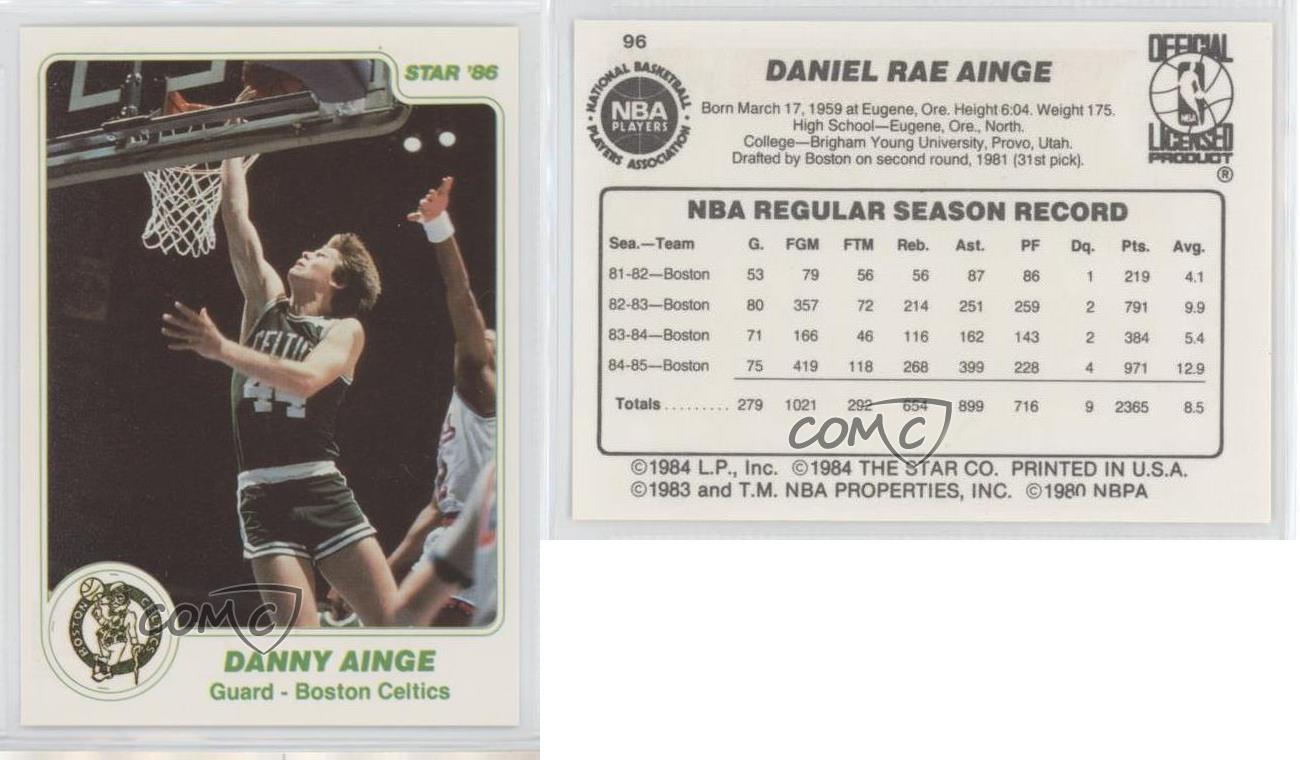 STAR '86
CELTICS
44
BOSTON CELTICS
COMC
DANNY AINGE
Guard - Boston Celtics
96
NATIONAL BASKETBALL
NBA
PLAYERS
PLAYERS ASSOCIATION
DANIEL RAE AINGE
Born March 17, 1959 at Eugene, Ore. Height 6:04. Weight 175.
High School—Eugene, Ore., North.
College—Brigham Young University, Provo, Utah.
Drafted by Boston on second round, 1981 (31st pick).
OFFICIAL
NBA
LICENSED
PRODUCT
®
NBA REGULAR SEASON RECORD
Sea.—Team G. FGM FTM Reb. Ast. PF Dq. Pts. Avg.
81-82—Boston 53 79 56 56 87 86 1 219 4.1
82-83—Boston 80 357 72 214 251 259 2 791 9.9
83-84—Boston 71 166 46 116 162 143 2 384 5.4
84-85—Boston 75 419 118 268 399 228 4 971 12.9
Totals ......... 279 1021 292 654 899 716 9 2365 8.5
COMC
©1984 L.P., Inc. ©1984 THE STAR CO. PRINTED IN U.S.A.
©1983 and T.M. NBA PROPERTIES, INC. ©1980 NBPA